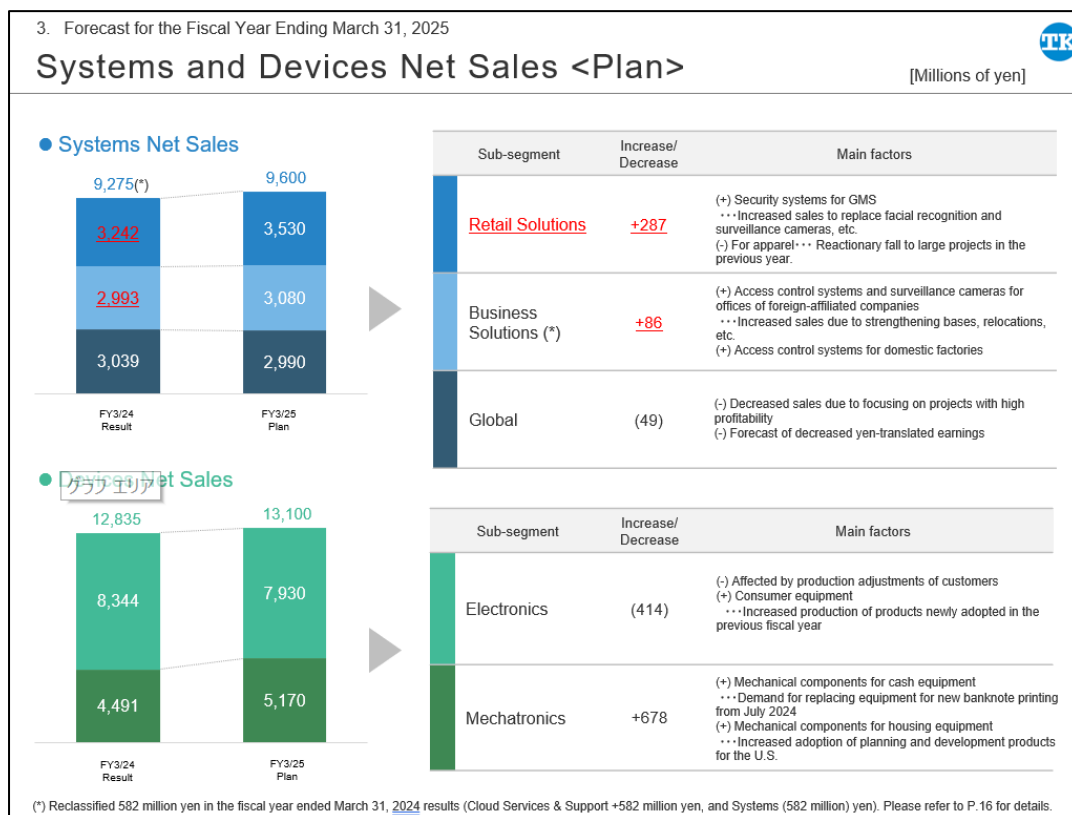 3. Forecast for the Fiscal Year Ending March 31, 2025
TK
Systems and Devices Net Sales <Plan>
[Millions of yen]
● Systems Net Sales
9,275(*)
9,600
3,242
3,530
2,993
3,080
3,039
2,990
FY3/24
Result
FY3/25
Plan
Sub-segment
Increase/
Decrease
Main factors
Retail Solutions
+287
(+) Security systems for GMS
･･･Increased sales to replace facial recognition and
surveillance cameras, etc.
(-) For apparel･･･ Reactionary fall to large projects in the
previous year.
Business
Solutions (*)
+86
(+) Access control systems and surveillance cameras for
offices of foreign-affiliated companies
･･･Increased sales due to strengthening bases, relocations,
etc.
(+) Access control systems for domestic factories
Global
(49)
(-) Decreased sales due to focusing on projects with high
profitability
(-) Forecast of decreased yen-translated earnings
● Devices Net Sales
グラフ エリア
12,835
13,100
8,344
7,930
4,491
5,170
FY3/24
Result
FY3/25
Plan
Sub-segment
Increase/
Decrease
Main factors
Electronics
(414)
(-) Affected by production adjustments of customers
(+) Consumer equipment
･･･Increased production of products newly adopted in the
previous fiscal year
Mechatronics
+678
(+) Mechanical components for cash equipment
･･･Demand for replacing equipment for new banknote printing
from July 2024
(+) Mechanical components for housing equipment
･･･Increased adoption of planning and development products
for the U.S.
(*) Reclassified 582 million yen in the fiscal year ended March 31, 2024 results (Cloud Services & Support +582 million yen, and Systems (582 million) yen). Please refer to P.16 for details.